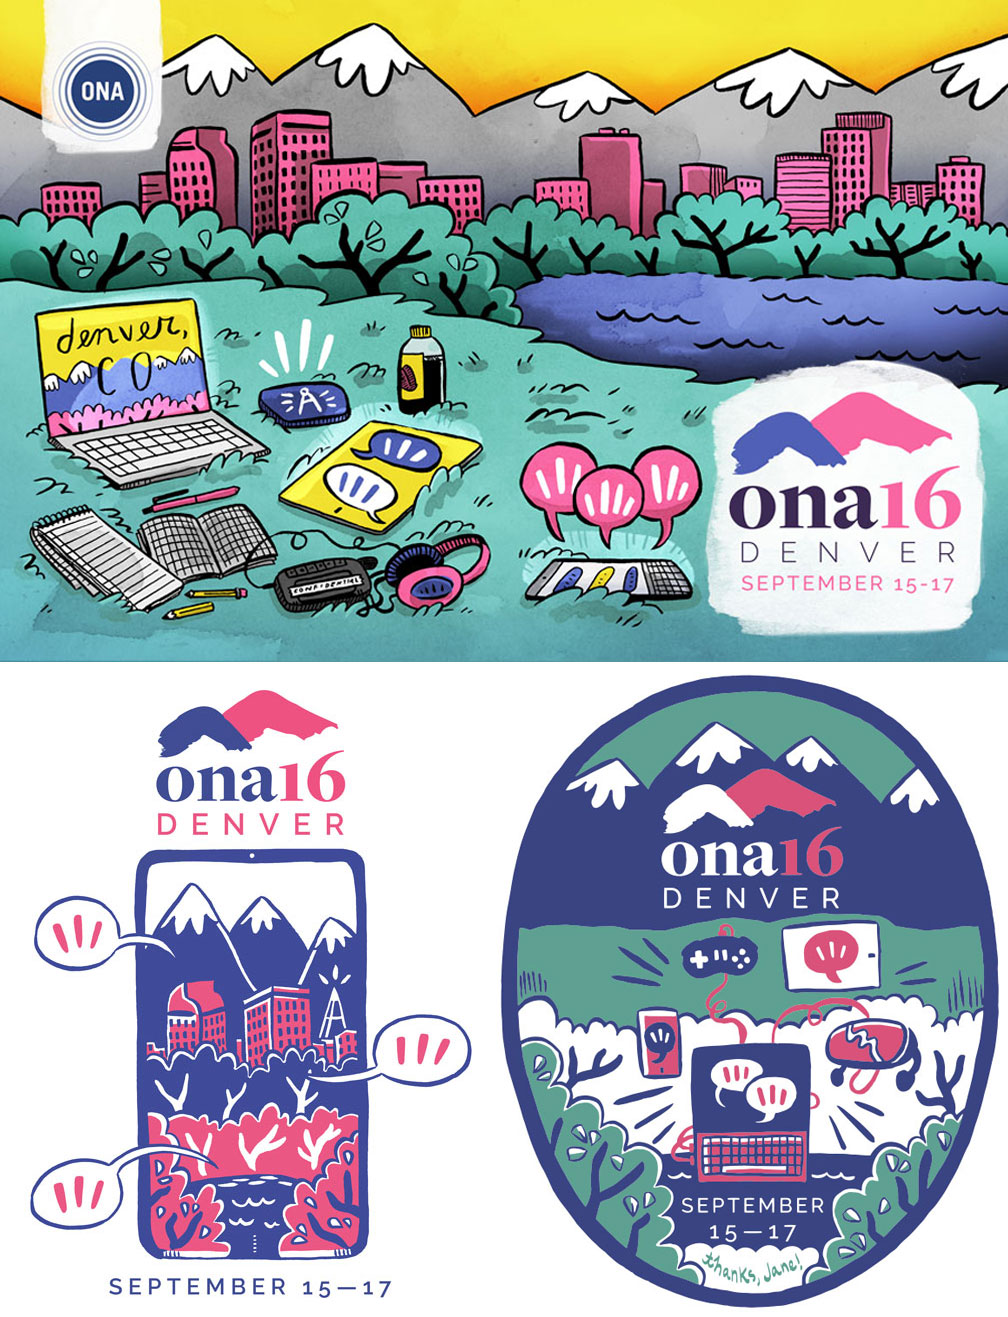 ONA
denver,
CO
A
CONFIDENTIAL
ona16
DENVER
SEPTEMBER 15-17
ona16
DENVER
SEPTEMBER 15—17
ona16
DENVER
SEPTEMBER
15—17
thanks, Jane!